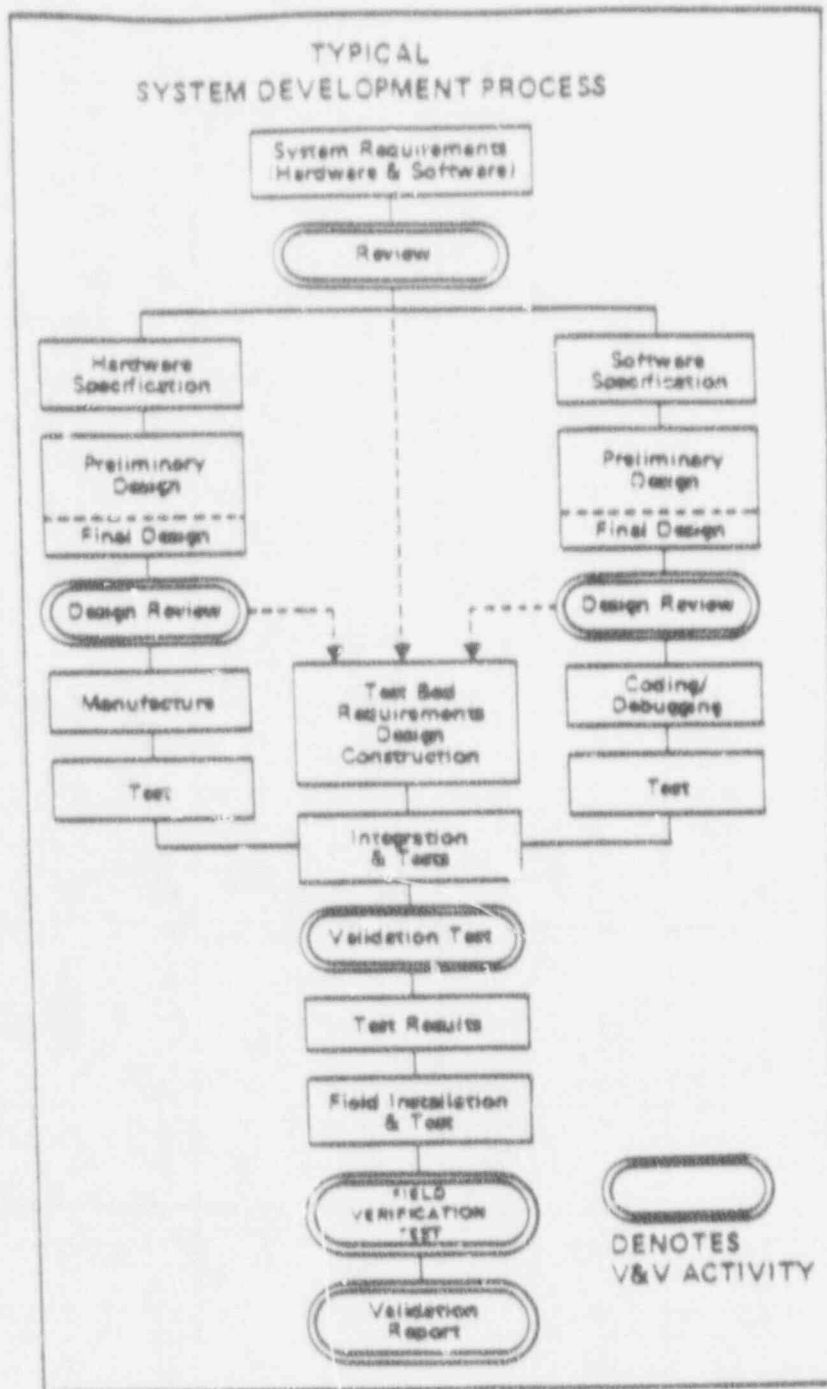 TYPICAL
SYSTEM DEVELOPMENT PROCESS
System Requirements
(Hardware & Software)
Review
Hardware
Specification
Software
Specification
Preliminary
Design
Final Design
Preliminary
Design
Final Design
Design Review
Design Review
Manufacture
Test Bed
Requirements
Design
Construction
Coding/
Debugging
Test
Test
Integration
& Tests
Validation Test
Test Results
Field Installation
& Test
FIELD
VERIFICATION
TEST
DENOTES
V&V ACTIVITY
Validation
Report